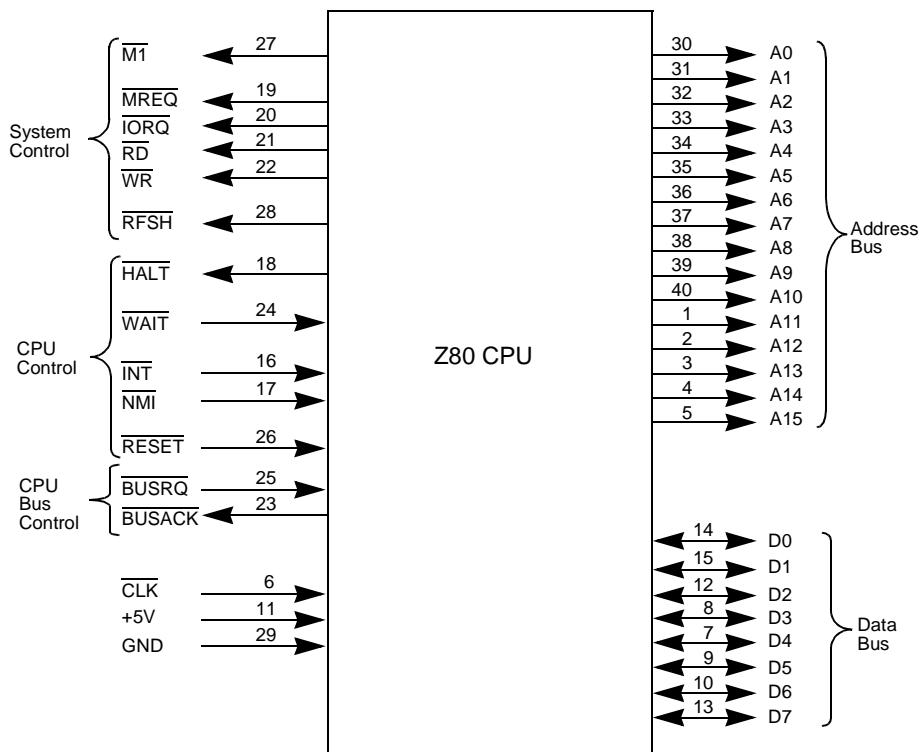 System
Control
M1 27
MREQ 19
IORQ 20
RD 21
WR 22
RFSH 28
CPU
Control
HALT 18
WAIT 24
INT 16
NMI 17
RESET 26
CPU
Bus
Control
BUSRQ 25
BUSACK 23
CLK 6
+5V 11
GND 29
Z80 CPU
30 A0
31 A1
32 A2
33 A3
34 A4
35 A5
36 A6
37 A7
38 A8
39 A9
40 A10
1 A11
2 A12
3 A13
4 A14
5 A15
Address
Bus
14 D0
15 D1
12 D2
8 D3
7 D4
9 D5
10 D6
13 D7
Data
Bus